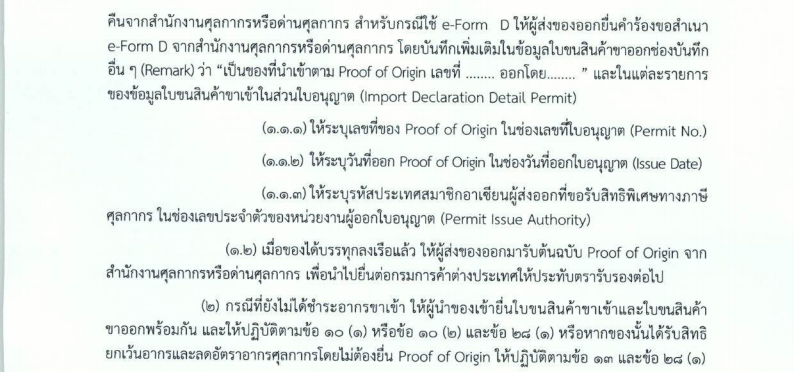 คืนจากสำนักงานศุลกากรหรือด่านศุลกากร สำหรับกรณีใช้ e-Form D ให้ผู้ส่งของออกยื่นคำร้องขอสำเนา
e-Form D จากสำนักงานศุลกากรหรือด่านศุลกากร โดยบันทึกเพิ่มเติมในข้อมูลใบขนสินค้าขาออกช่องบันทึก
อื่น ๆ (Remark) ว่า “เป็นของที่นำเข้าตาม Proof of Origin เลขที่ ........ ออกโดย........ ” และในแต่ละรายการ
ของข้อมูลใบขนสินค้าขาเข้าในส่วนใบอนุญาต (Import Declaration Detail Permit)
(๑.๑.๑) ให้ระบุเลขที่ของ Proof of Origin ในช่องเลขที่ใบอนุญาต (Permit No.)
(๑.๑.๒) ให้ระบุวันที่ออก Proof of Origin ในช่องวันที่ออกใบอนุญาต (Issue Date)
(๑.๑.๓) ให้ระบุรหัสประเทศสมาชิกอาเซียนผู้ส่งออกที่ขอรับสิทธิพิเศษทางภาษี
ศุลกากร ในช่องเลขประจำตัวของหน่วยงานผู้ออกใบอนุญาต (Permit Issue Authority)
(๑.๒) เมื่อของได้บรรทุกลงเรือแล้ว ให้ผู้ส่งของออกมารับต้นฉบับ Proof of Origin จาก
สำนักงานศุลกากรหรือด่านศุลกากร เพื่อนำไปยื่นต่อกรมการค้าต่างประเทศให้ประทับตรารับรองต่อไป
(๒) กรณีที่ยังไม่ได้ชำระอากรขาเข้า ให้ผู้นำของเข้ายื่นใบขนสินค้าขาเข้าและใบขนสินค้า
ขาออกพร้อมกัน และให้ปฏิบัติตามข้อ ๑๐ (๑) หรือข้อ ๑๐ (๒) และข้อ ๒๘ (๑) หรือหากของนั้นได้รับสิทธิ
ยกเว้นอากรและลดอัตราอากรศุลกากรโดยไม่ต้องยื่น Proof of Origin ให้ปฏิบัติตามข้อ ๑๓ และข้อ ๒๘ (๑)